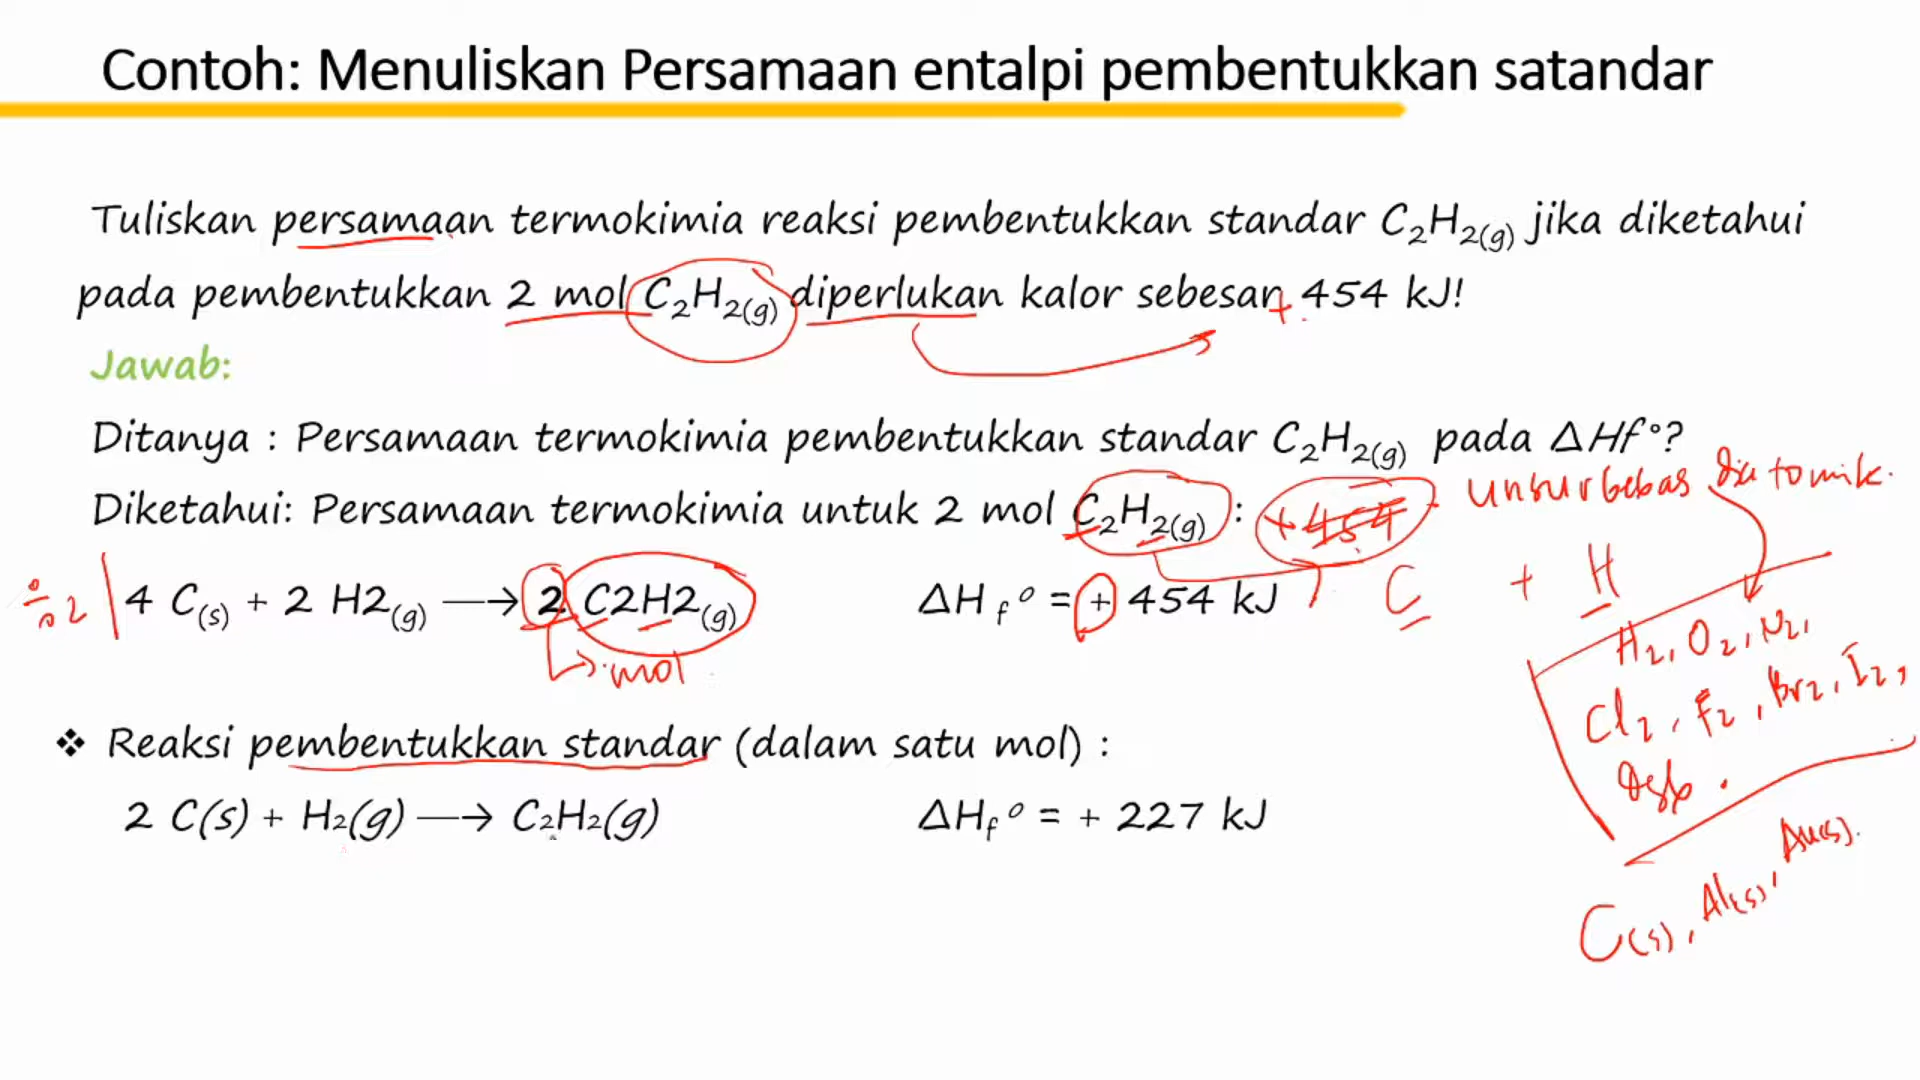 Contoh: Menuliskan Persamaan entalpi pembentukkan satandar
Tuliskan persamaan termokimia reaksi pembentukkan standar C₂H₂(g) jika diketahui
pada pembentukkan 2 mol C₂H₂(g) diperlukan kalor sebesar + 454 kJ!
Jawab:
Ditanya : Persamaan termokimia pembentukkan standar C₂H₂(g) pada ΔHf°?
Diketahui: Persamaan termokimia untuk 2 mol C₂H₂(g) : +454
unsur bebas diatomik.
÷ 2 | 4 C(s) + 2 H2(g) → 2 C2H2(g) ΔH f ° = + 454 kJ
C + H
mol
H₂, O₂, N₂,
Cl₂, F₂, Br₂, I₂,
dsb.
❖ Reaksi pembentukkan standar (dalam satu mol) :
2 C(s) + H₂(g) → C₂H₂(g) ΔHf° = + 227 kJ
C(s), Al(s), Au(s).